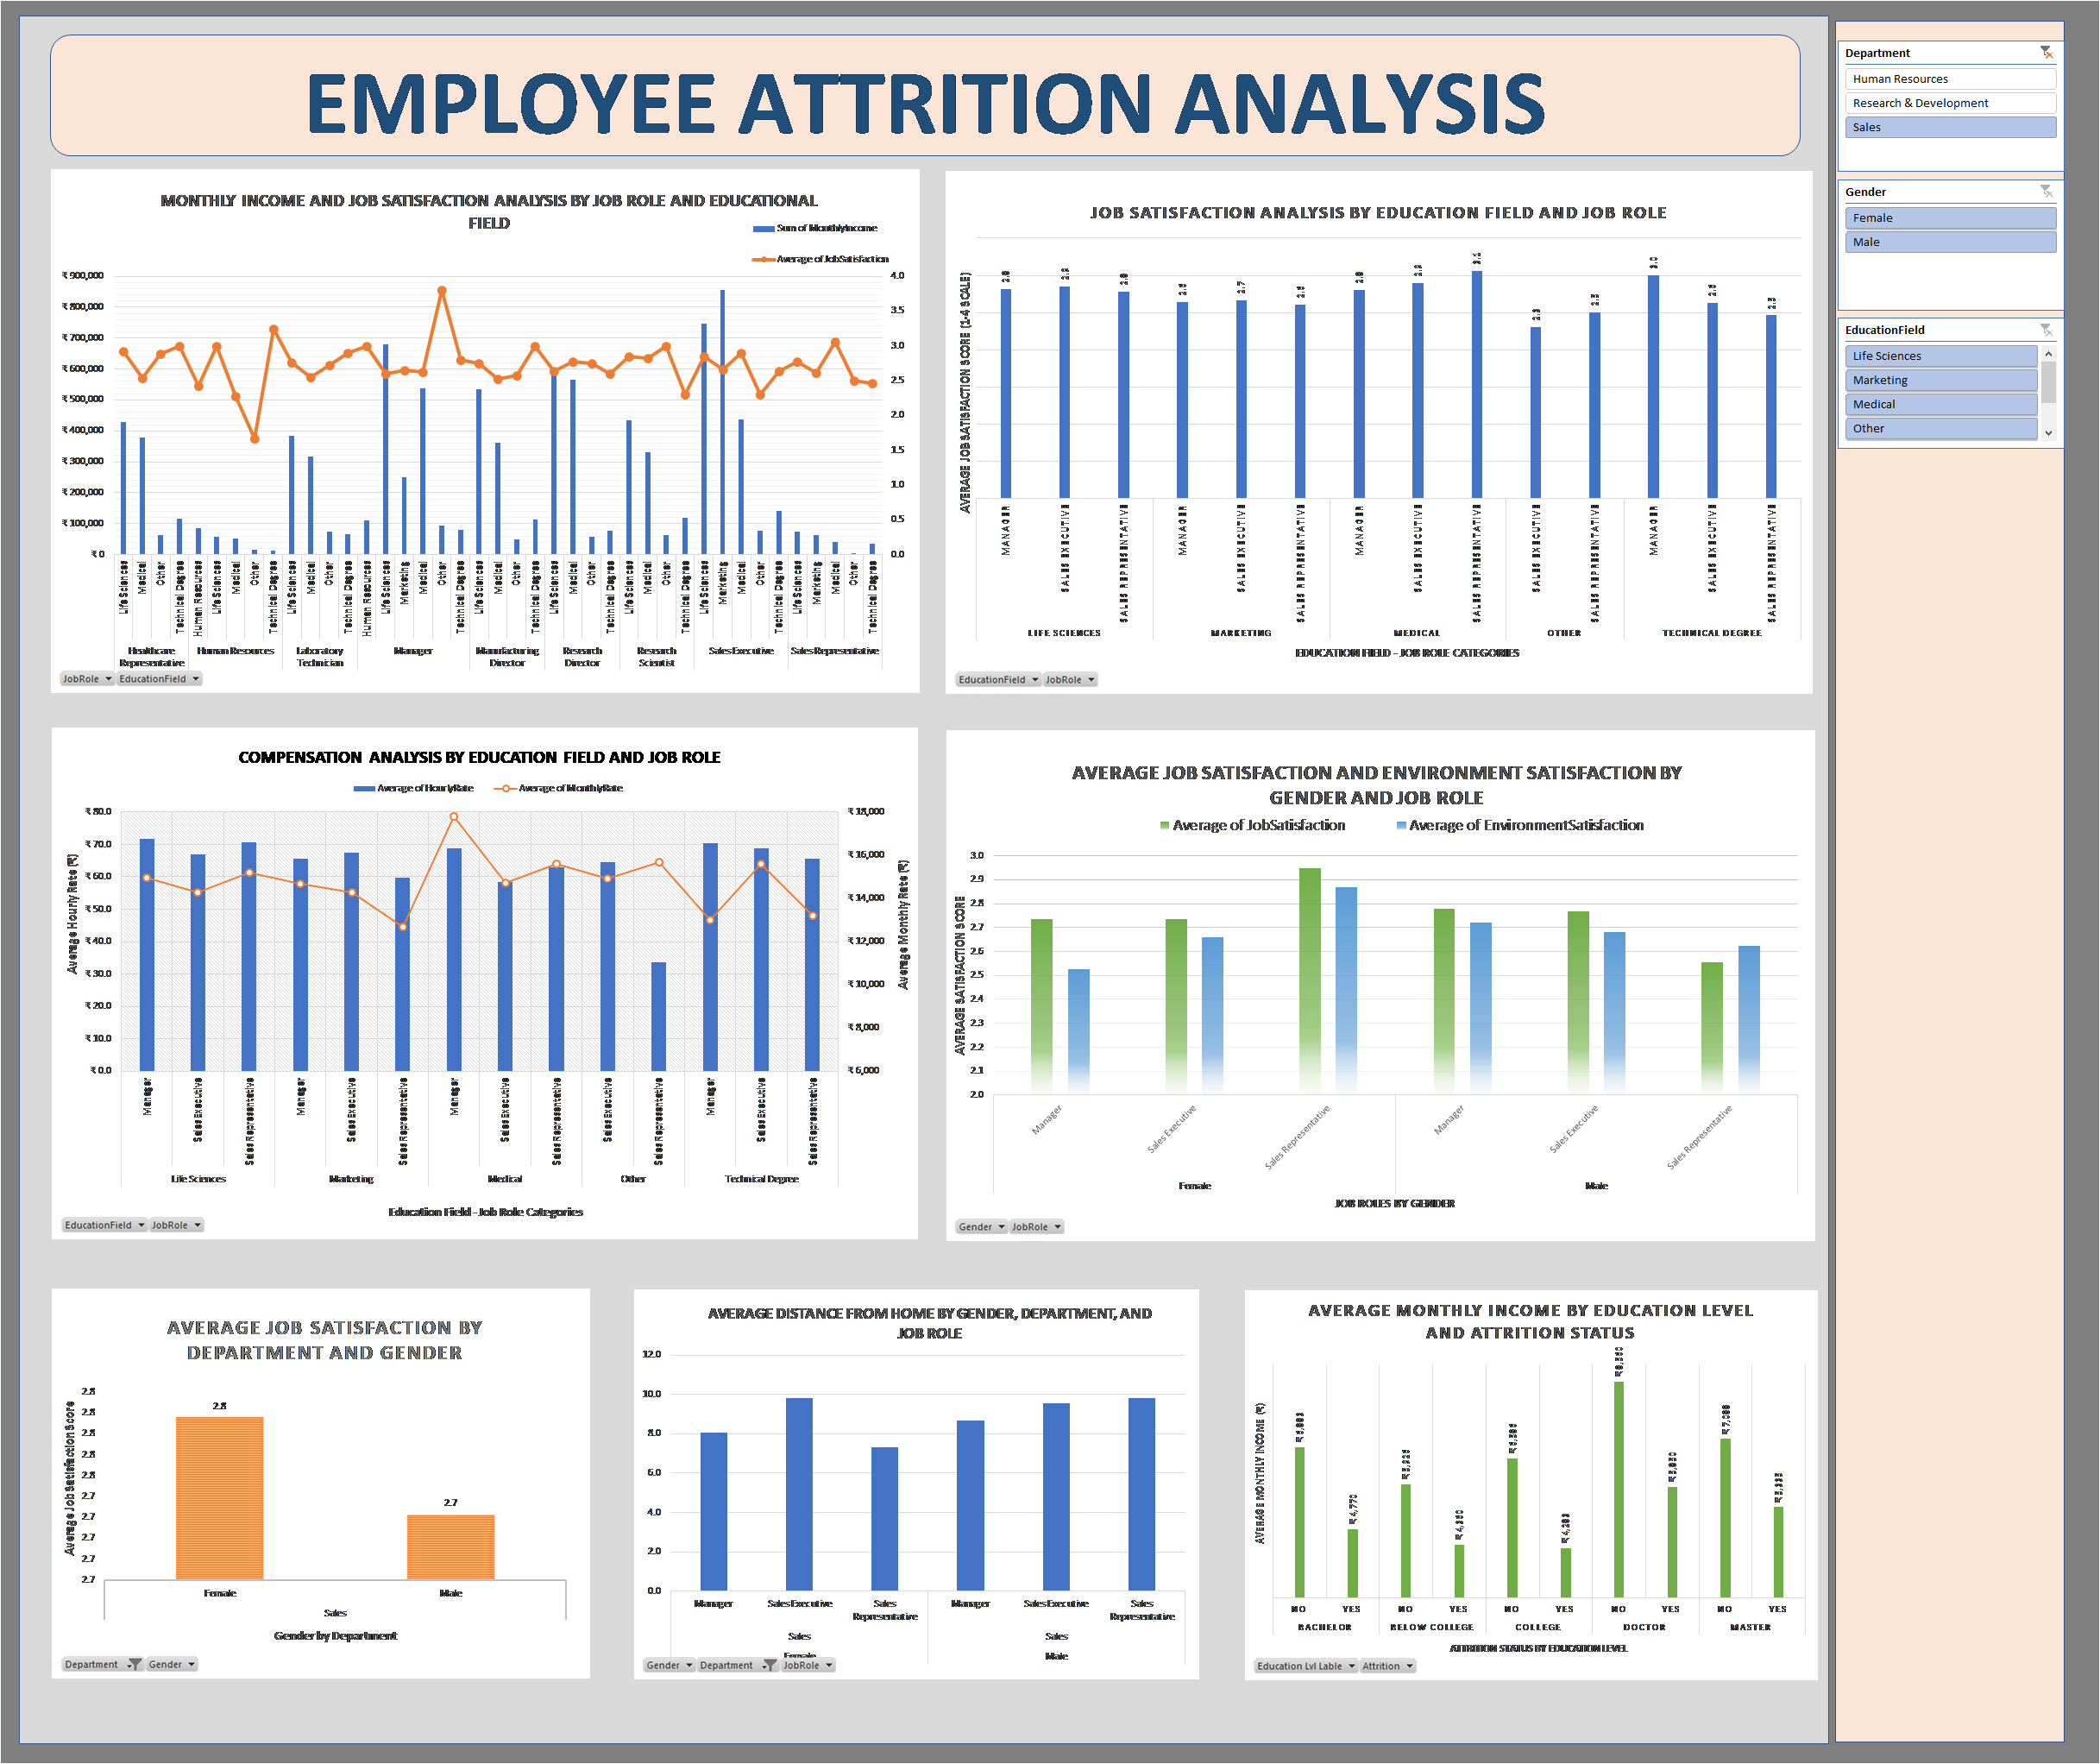 EMPLOYEE ATTRITION ANALYSIS
MONTHLY INCOME AND JOB SATISFACTION ANALYSIS BY JOB ROLE AND EDUCATIONAL
FIELD
Sum of MonthlyIncome
Average of JobSatisfaction
₹900,000
₹800,000
₹700,000
₹600,000
₹500,000
₹400,000
₹300,000
₹200,000
₹100,000
₹0
4.0
3.5
3.0
2.5
2.0
1.5
1.0
0.5
0.0
Life Sciences
Medical
Other
Technical Degree
Human Resources
Life Sciences
Medical
Other
Technical Degree
Life Sciences
Medical
Other
Technical Degree
Human Resources
Life Sciences
Marketing
Medical
Other
Technical Degree
Life Sciences
Medical
Other
Technical Degree
Life Sciences
Medical
Other
Technical Degree
Life Sciences
Medical
Other
Technical Degree
Life Sciences
Marketing
Medical
Other
Technical Degree
Life Sciences
Marketing
Medical
Other
Technical Degree
Healthcare
Representative
Human Resources
Laboratory
Technician
Manager
Manufacturing
Director
Research
Director
Research
Scientist
Sales Executive
Sales Representative
JobRole
EducationField
JOB SATISFACTION ANALYSIS BY EDUCATION FIELD AND JOB ROLE
AVERAGE JOB SATISFACTION SCORE (1-4 SCALE)
2.7
3.0
MANAGER
SALES EXECUTIVE
SALES REPRESENTATIVE
MANAGER
SALES EXECUTIVE
SALES REPRESENTATIVE
MANAGER
SALES EXECUTIVE
SALES REPRESENTATIVE
SALES EXECUTIVE
SALES REPRESENTATIVE
MANAGER
SALES EXECUTIVE
SALES REPRESENTATIVE
LIFE SCIENCES
MARKETING
MEDICAL
OTHER
TECHNICAL DEGREE
EDUCATION FIELD - JOB ROLE CATEGORIES
EducationField
JobRole
COMPENSATION ANALYSIS BY EDUCATION FIELD AND JOB ROLE
Average of HourlyRate
Average of MonthlyRate
Average Hourly Rate (₹)
₹80.0
₹70.0
₹60.0
₹50.0
₹40.0
₹30.0
₹20.0
₹10.0
₹0.0
₹18,000
₹16,000
₹14,000
₹12,000
₹10,000
₹8,000
₹6,000
Average Monthly Rate (₹)
Manager
Sales Executive
Sales Representative
Manager
Sales Executive
Sales Representative
Manager
Sales Executive
Sales Representative
Sales Executive
Sales Representative
Manager
Sales Executive
Sales Representative
Life Sciences
Marketing
Medical
Other
Technical Degree
Education Field - Job Role Categories
EducationField
JobRole
AVERAGE JOB SATISFACTION AND ENVIRONMENT SATISFACTION BY
GENDER AND JOB ROLE
Average of JobSatisfaction
Average of EnvironmentSatisfaction
AVERAGE SATISFACTION SCORE
3.0
2.9
2.8
2.7
2.6
2.5
2.4
2.3
2.2
2.1
2.0
Manager
Sales Executive
Sales Representative
Manager
Sales Executive
Sales Representative
Female
Male
JOB ROLES BY GENDER
Gender
JobRole
AVERAGE JOB SATISFACTION BY
DEPARTMENT AND GENDER
Average Job Satisfaction Score
2.8
2.8
2.8
2.8
2.8
2.7
2.7
2.7
2.7
2.7
2.8
2.7
Female
Male
Sales
Gender by Department
Department
Gender
AVERAGE DISTANCE FROM HOME BY GENDER, DEPARTMENT, AND
JOB ROLE
12.0
10.0
8.0
6.0
4.0
2.0
0.0
Manager
Sales Executive
Sales
Representative
Manager
Sales Executive
Sales
Representative
Sales
Sales
Female
Male
Gender
Department
JobRole
AVERAGE MONTHLY INCOME BY EDUCATION LEVEL
AND ATTRITION STATUS
AVERAGE MONTHLY INCOME (₹)
₹4,770
NO
YES
NO
YES
NO
YES
NO
YES
NO
YES
BACHELOR
BELOW COLLEGE
COLLEGE
DOCTOR
MASTER
ATTRITION STATUS BY EDUCATION LEVEL
Education Lvl Lable
Attrition
Department
Human Resources
Research & Development
Sales
Gender
Female
Male
EducationField
Life Sciences
Marketing
Medical
Other